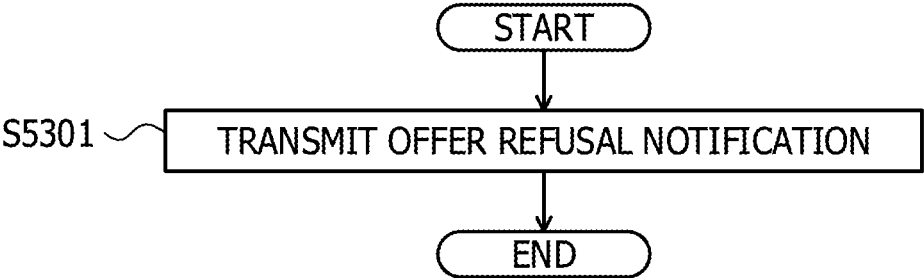 START
S5301
TRANSMIT OFFER REFUSAL NOTIFICATION
END